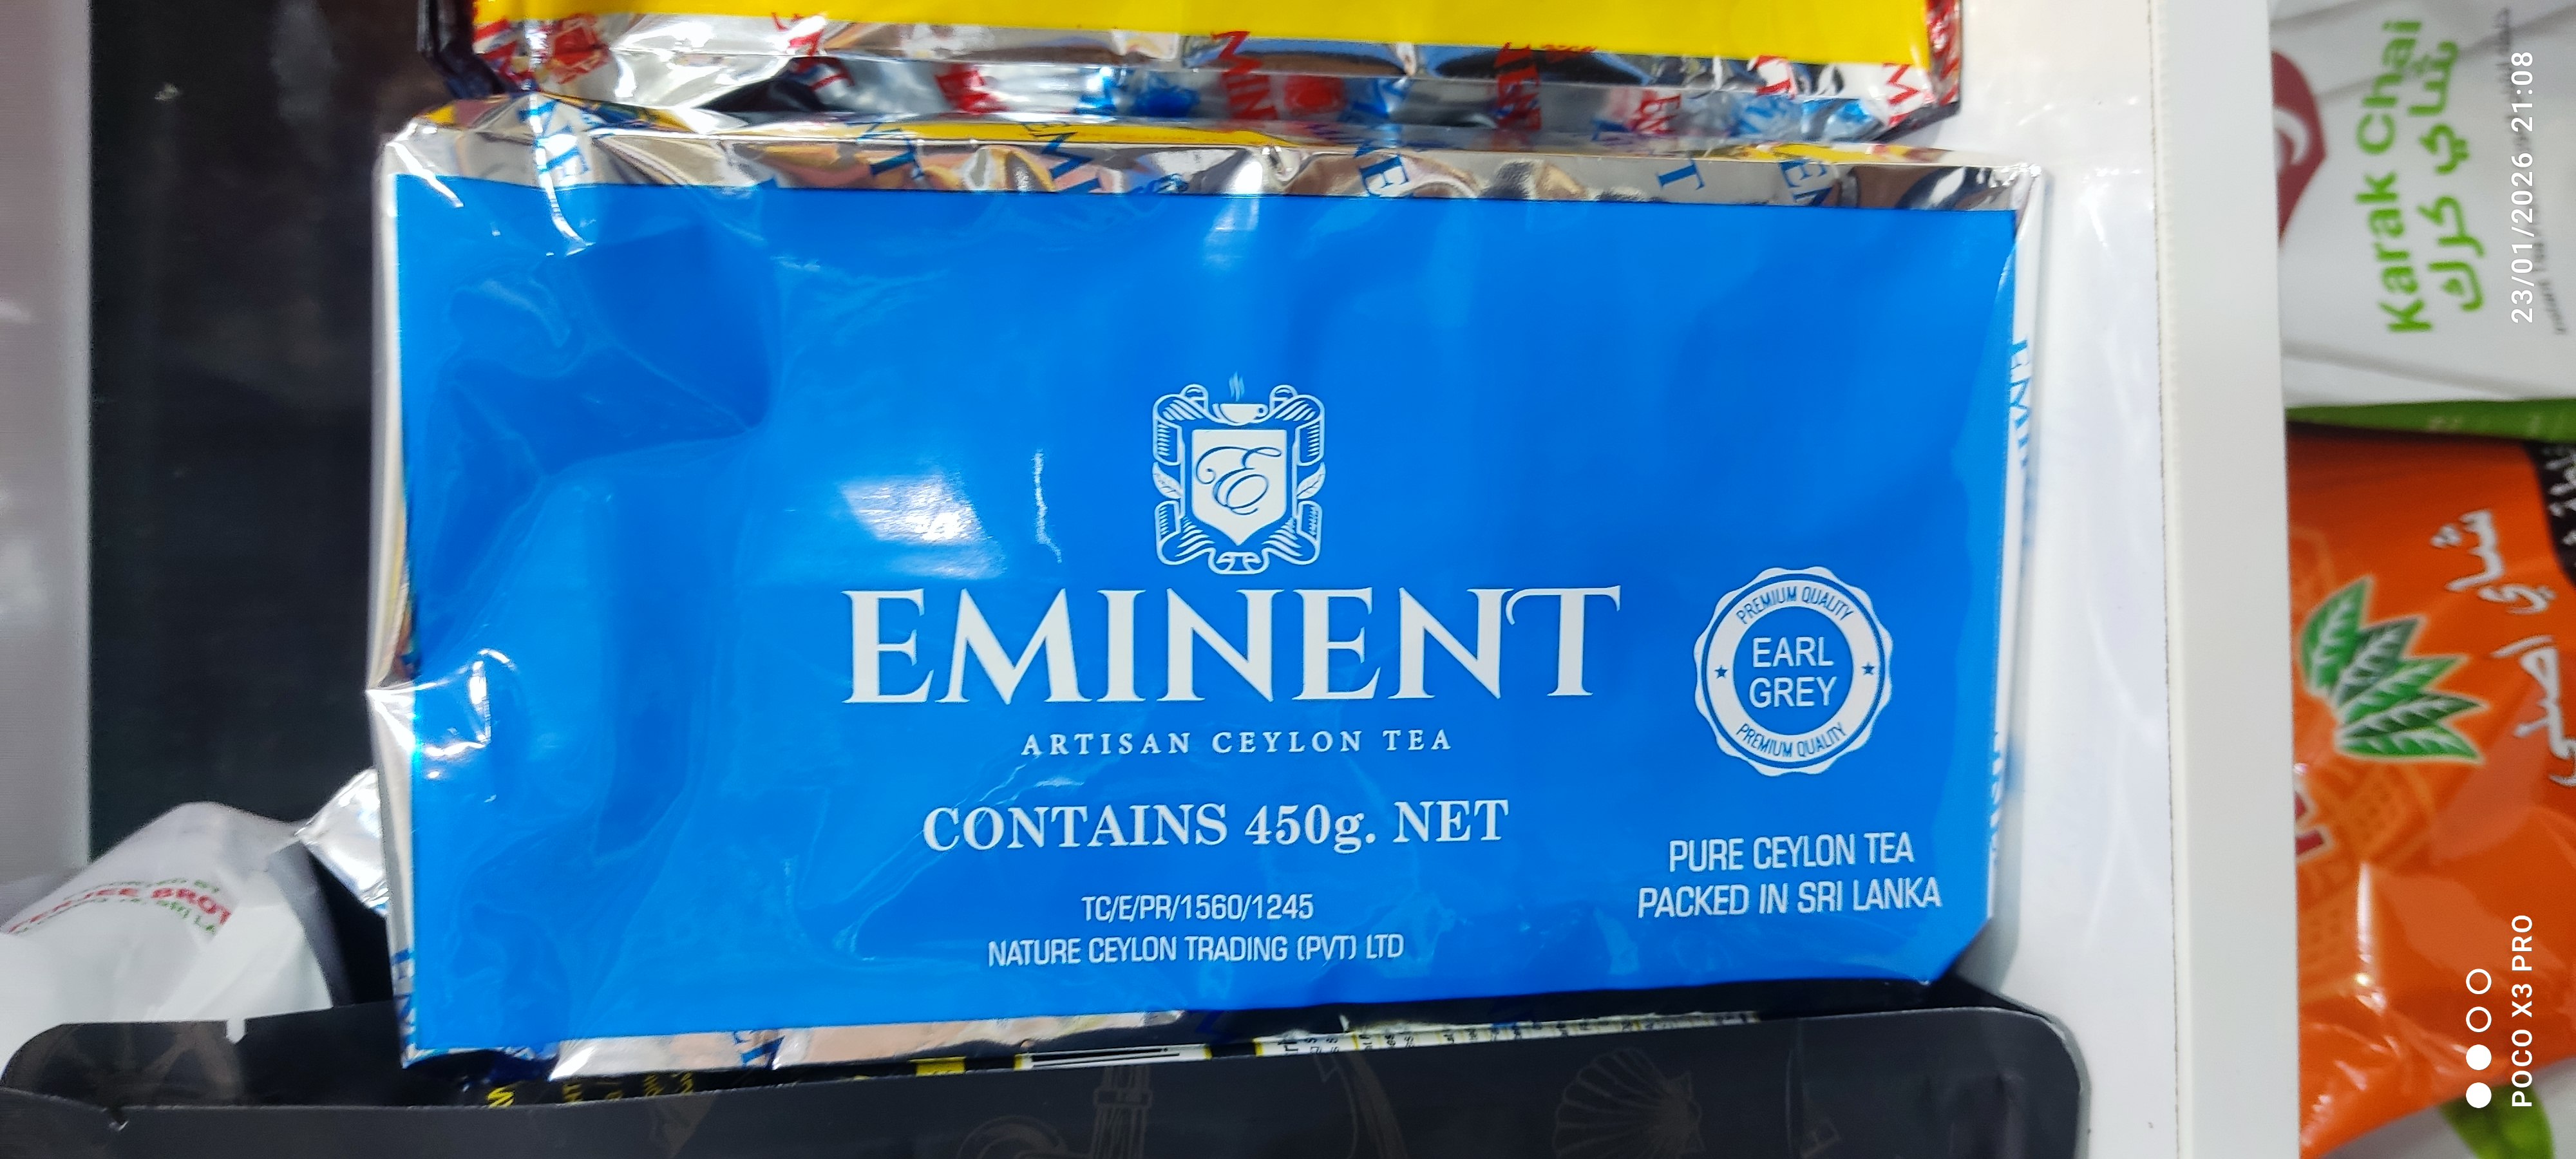 E
EMINENT
ARTISAN CEYLON TEA
CONTAINS 450g. NET
TC/E/PR/1560/1245
NATURE CEYLON TRADING (PVT) LTD
PREMIUM QUALITY
EARL
GREY
PREMIUM QUALITY
PURE CEYLON TEA
PACKED IN SRI LANKA
Karak Chai
شاي كرك
شاي اصلي
23/01/2026 21:08
POCO X3 PRO